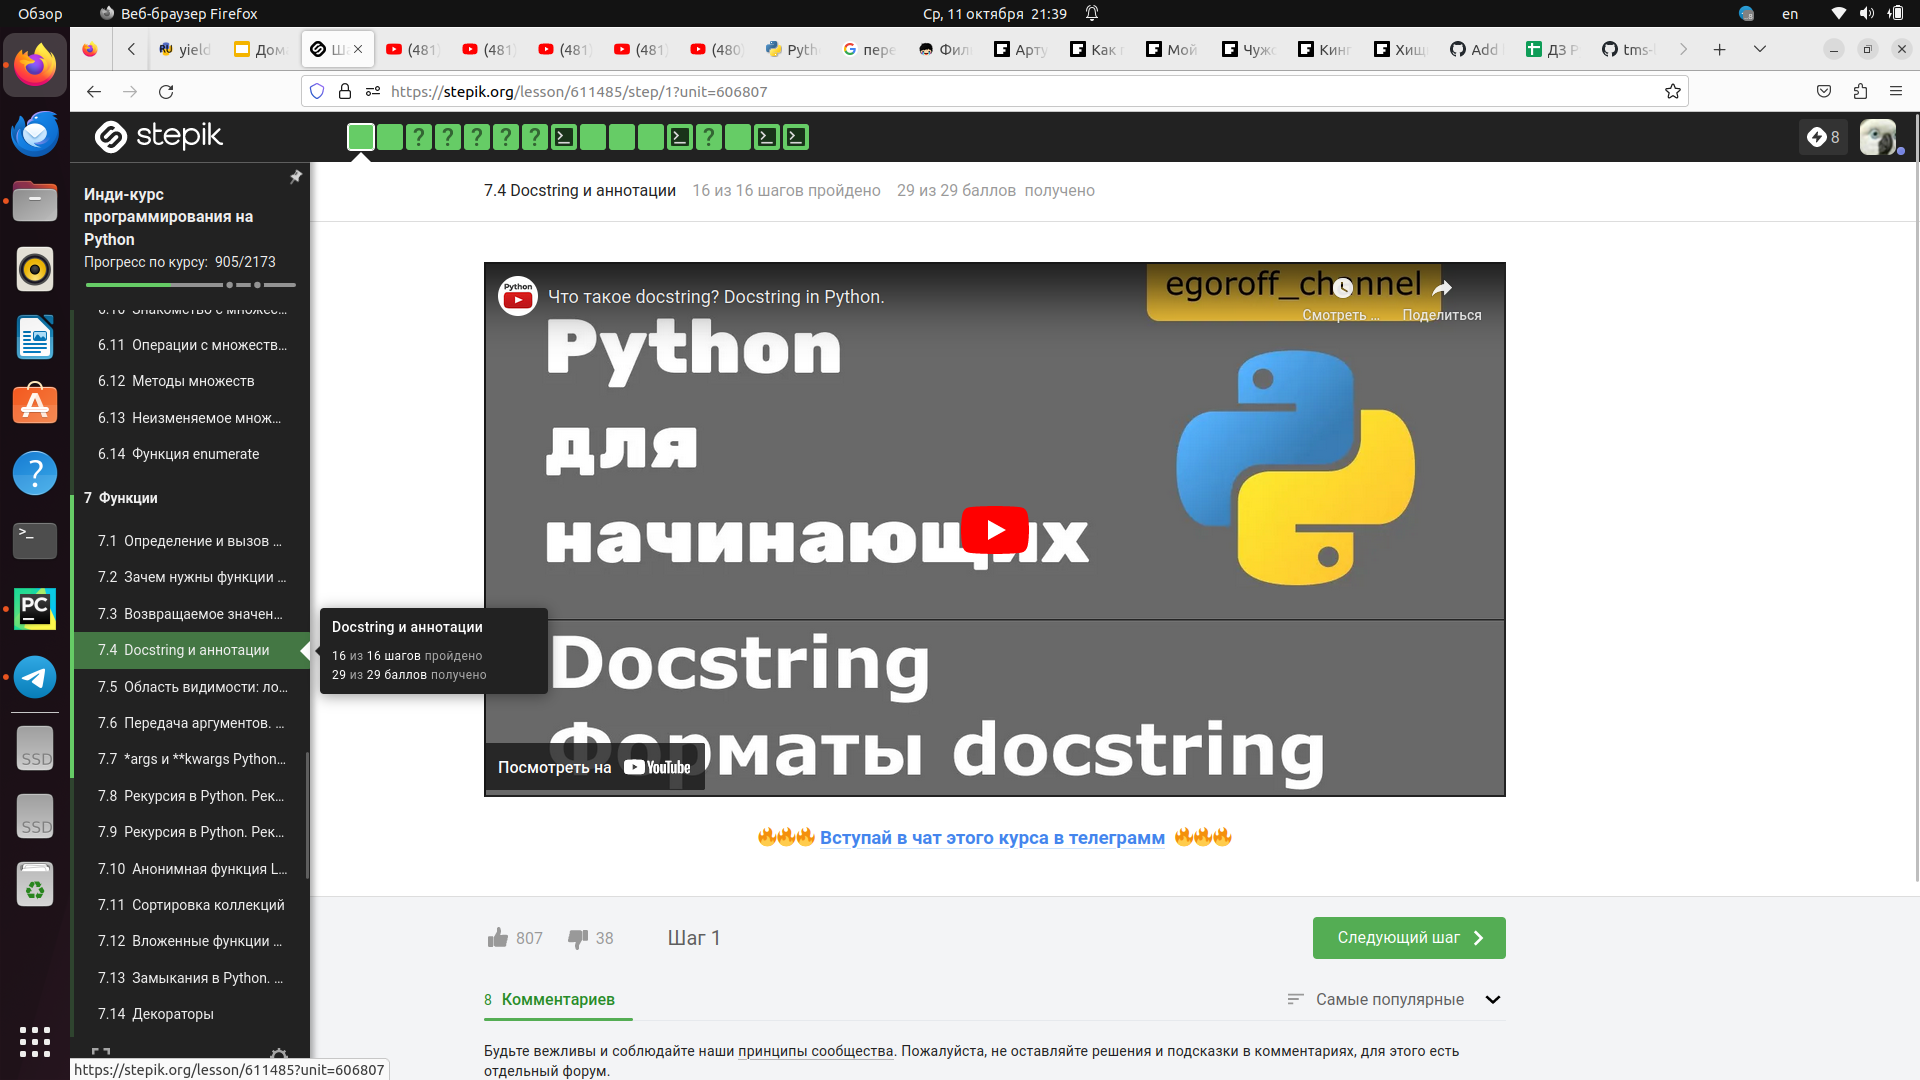 Обзор
Веб-браузер Firefox
Ср, 11 октября 21:39
en
yield
Дома
Ша
(481)
(481)
(481)
(481)
(480)
Pyth
пере
Фил
Арту
Как
Мой
Чуж
Кинг
Хищ
Add
ДЗ Р
tms-
https://stepik.org/lesson/611485/step/1?unit=606807
stepik
? ? ? ? ? ?
8
Инди-курс
программирования на
Python
Прогресс по курсу: 905/2173
7.4 Docstring и аннотации 16 из 16 шагов пройдено 29 из 29 баллов получено
6.10 Знакомство с множес...
6.11 Операции с множеств...
6.12 Методы множеств
6.13 Неизменяемое множ...
6.14 Функция enumerate
7 Функции
7.1 Определение и вызов ...
7.2 Зачем нужны функции ...
7.3 Возвращаемое значен...
7.4 Docstring и аннотации
7.5 Область видимости: ло...
7.6 Передача аргументов. ...
7.7 *args и **kwargs Python...
7.8 Рекурсия в Python. Рек...
7.9 Рекурсия в Python. Рек...
7.10 Анонимная функция L...
7.11 Сортировка коллекций
7.12 Вложенные функции ...
7.13 Замыкания в Python. ...
7.14 Декораторы
Docstring и аннотации
16 из 16 шагов пройдено
29 из 29 баллов получено
Python
Что такое docstring? Docstring in Python.
egoroff_channel
Смотреть ...
Поделиться
Python
для
начинающих
Docstring
Форматы docstring
Посмотреть на YouTube
Вступай в чат этого курса в телеграмм
807
38
Шаг 1
Следующий шаг
8 Комментариев
Самые популярные
Будьте вежливы и соблюдайте наши принципы сообщества. Пожалуйста, не оставляйте решения и подсказки в комментариях, для этого есть
отдельный форум.
https://stepik.org/lesson/611485?unit=606807
PC
SSD
SSD